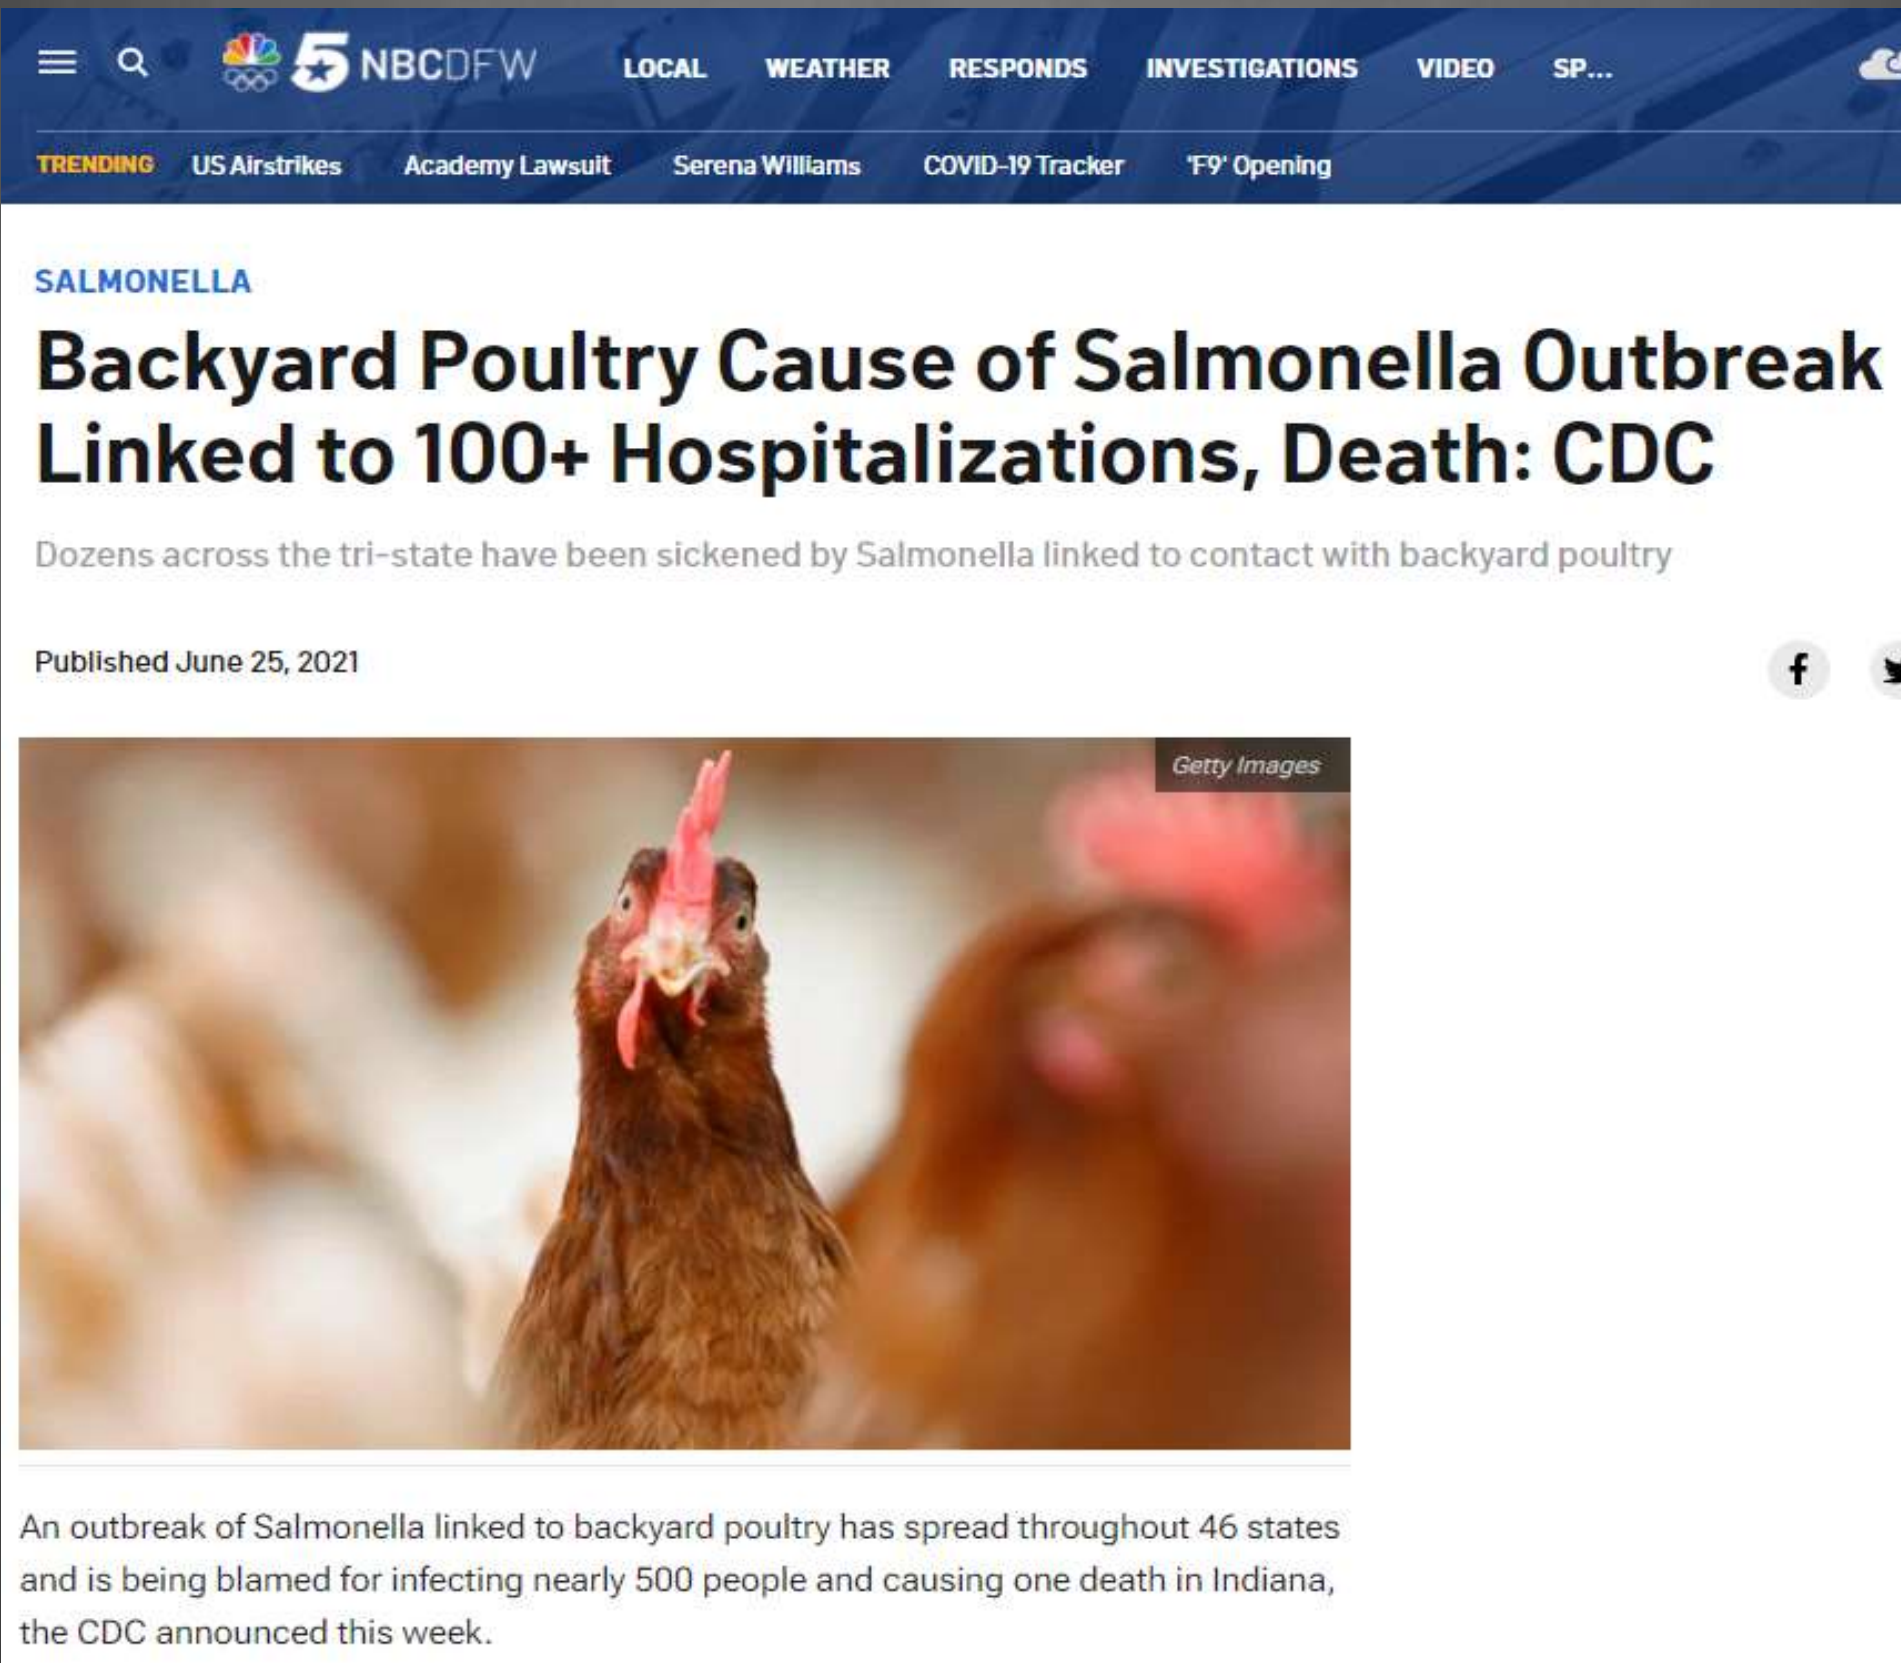 5 NBCDFW LOCAL WEATHER RESPONDS INVESTIGATIONS VIDEO SP...
TRENDING US Airstrikes Academy Lawsuit Serena Williams COVID-19 Tracker 'F9' Opening
SALMONELLA
Backyard Poultry Cause of Salmonella Outbreak
Linked to 100+ Hospitalizations, Death: CDC
Dozens across the tri-state have been sickened by Salmonella linked to contact with backyard poultry
Published June 25, 2021
f
Getty Images
An outbreak of Salmonella linked to backyard poultry has spread throughout 46 states
and is being blamed for infecting nearly 500 people and causing one death in Indiana,
the CDC announced this week.